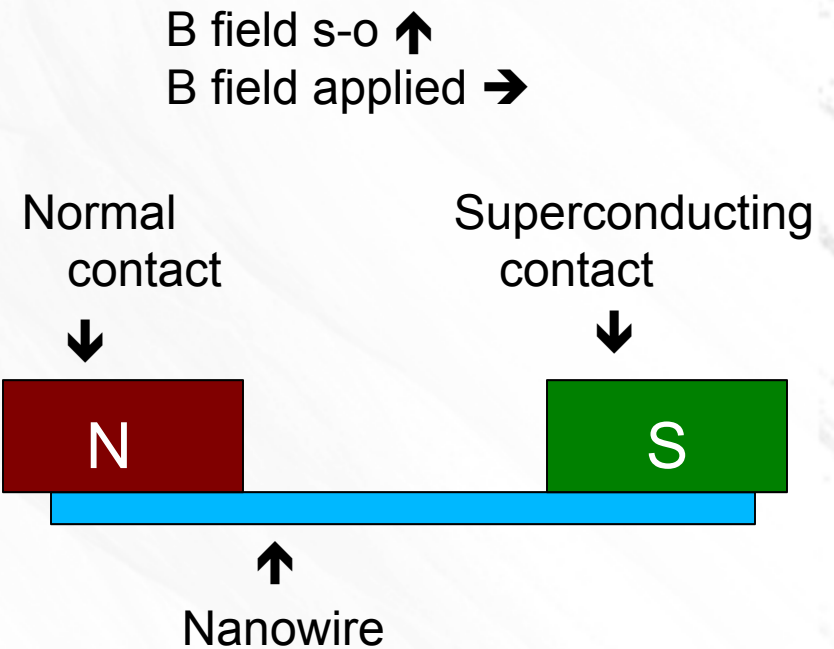 B field s-o ↑
B field applied →
Normal
contact
↓
Superconducting
contact
↓
N
S
↑
Nanowire